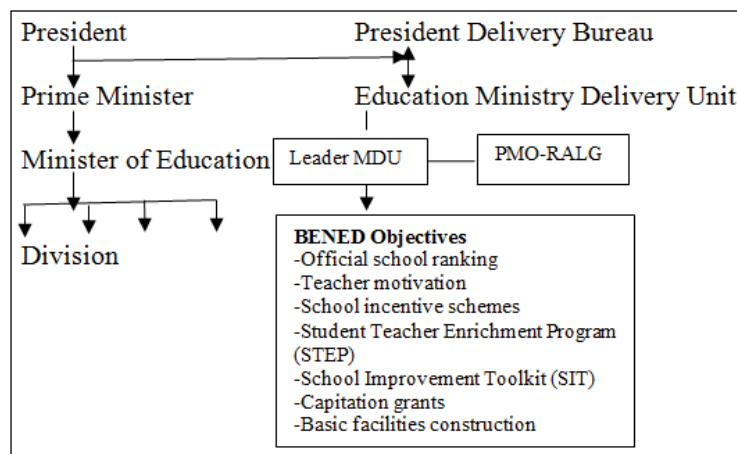 President
President Delivery Bureau
Prime Minister
Education Ministry Delivery Unit
Minister of Education
Leader MDU
PMO-RALG
Division
BENED Objectives
-Official school ranking
-Teacher motivation
-School incentive schemes
-Student Teacher Enrichment Program
(STEP)
-School Improvement Toolkit (SIT)
-Capitation grants
-Basic facilities construction